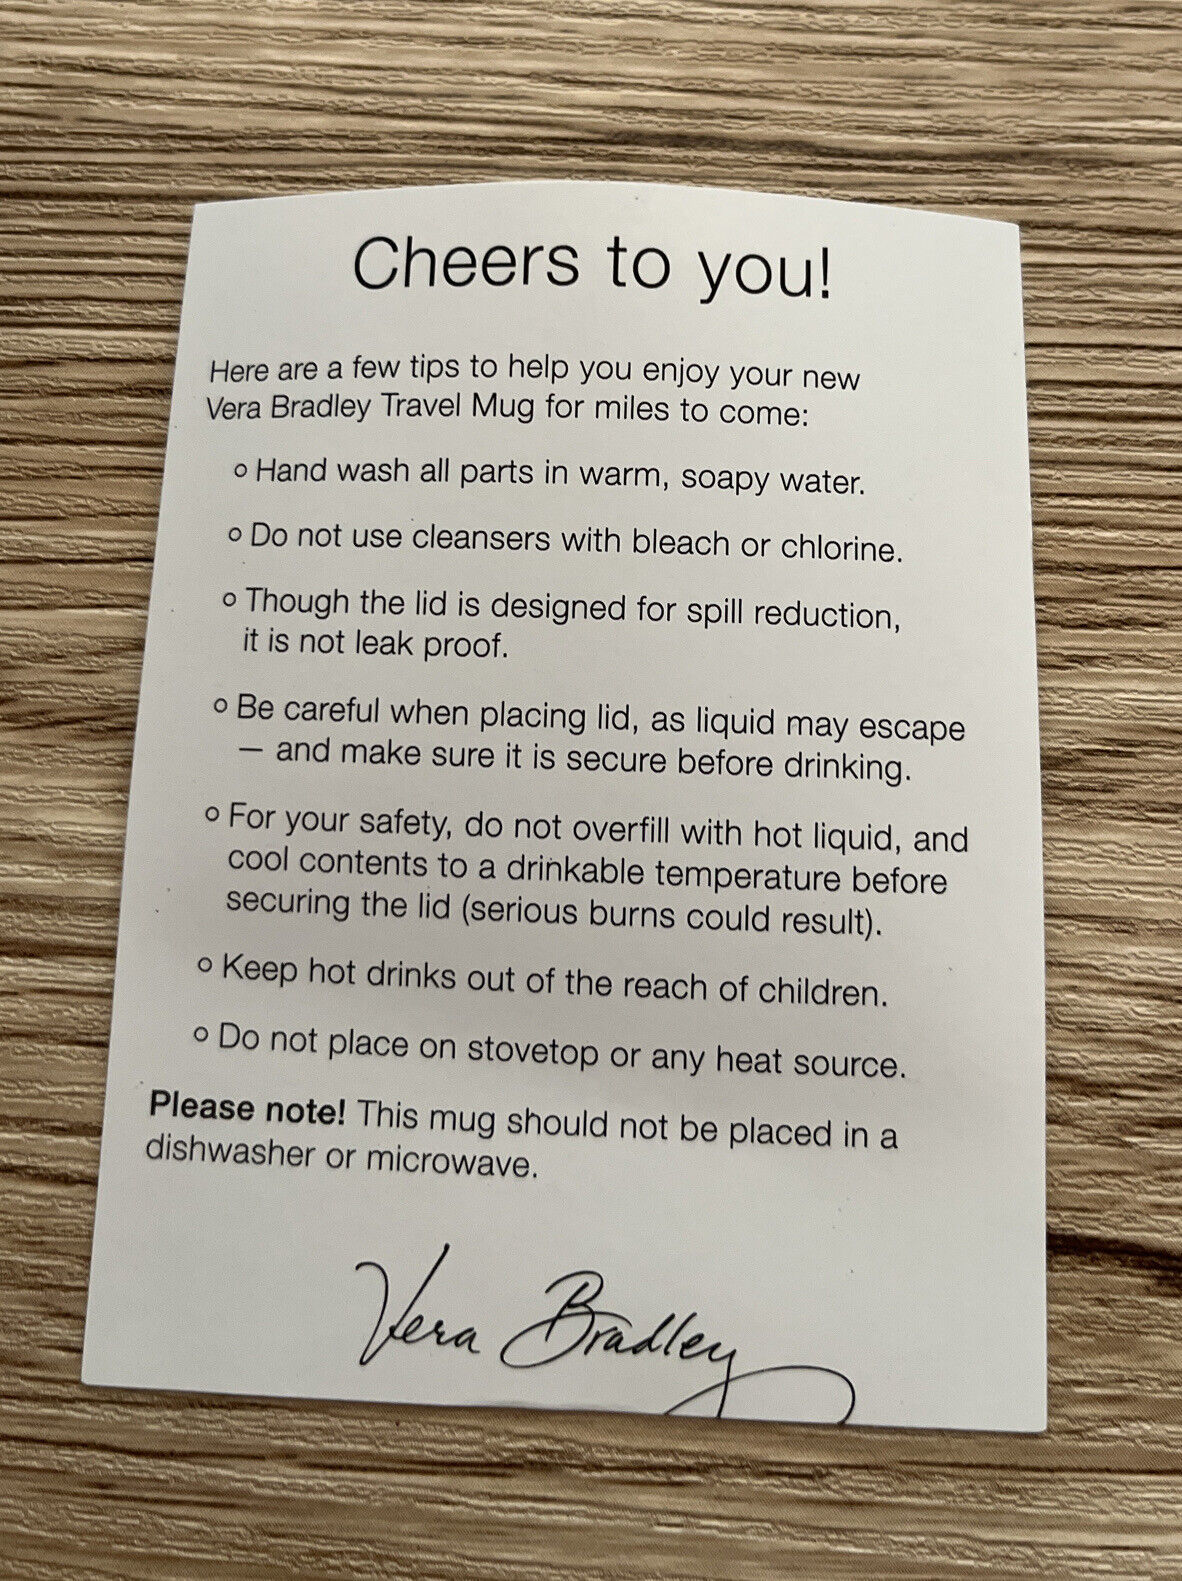 Cheers to you!
Here are a few tips to help you enjoy your new
Vera Bradley Travel Mug for miles to come:
○ Hand wash all parts in warm, soapy water.
○ Do not use cleansers with bleach or chlorine.
○ Though the lid is designed for spill reduction,
it is not leak proof.
○ Be careful when placing lid, as liquid may escape
— and make sure it is secure before drinking.
○ For your safety, do not overfill with hot liquid, and
cool contents to a drinkable temperature before
securing the lid (serious burns could result).
○ Keep hot drinks out of the reach of children.
○ Do not place on stovetop or any heat source.
Please note! This mug should not be placed in a
dishwasher or microwave.
Vera Bradley